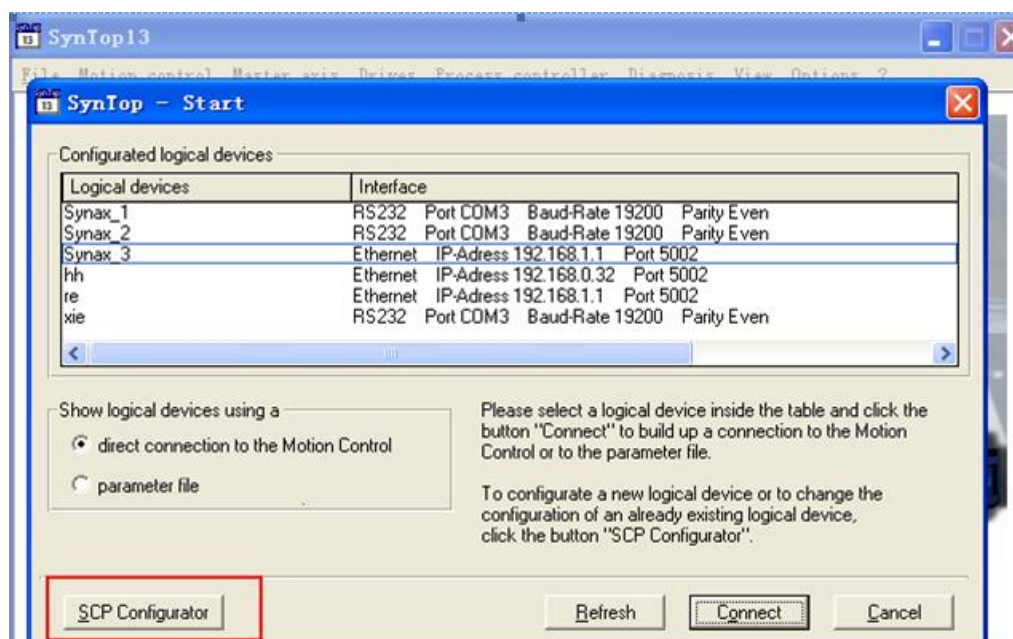 SynTop13
File Motion control Master axis Drives Process controller Diagnosis View Options ?
SynTop - Start
Configurated logical devices
Logical devices Interface
Synax_1 RS232 Port COM3 Baud-Rate 19200 Parity Even
Synax_2 RS232 Port COM3 Baud-Rate 19200 Parity Even
Synax_3 Ethernet IP-Adress 192.168.1.1 Port 5002
hh Ethernet IP-Adress 192.168.0.32 Port 5002
re Ethernet IP-Adress 192.168.1.1 Port 5002
xie RS232 Port COM3 Baud-Rate 19200 Parity Even
Show logical devices using a
direct connection to the Motion Control
parameter file
Please select a logical device inside the table and click the
button "Connect" to build up a connection to the Motion
Control or to the parameter file.
To configurate a new logical device or to change the
configuration of an already existing logical device,
click the button "SCP Configurator".
SCP Configurator Refresh Connect Cancel